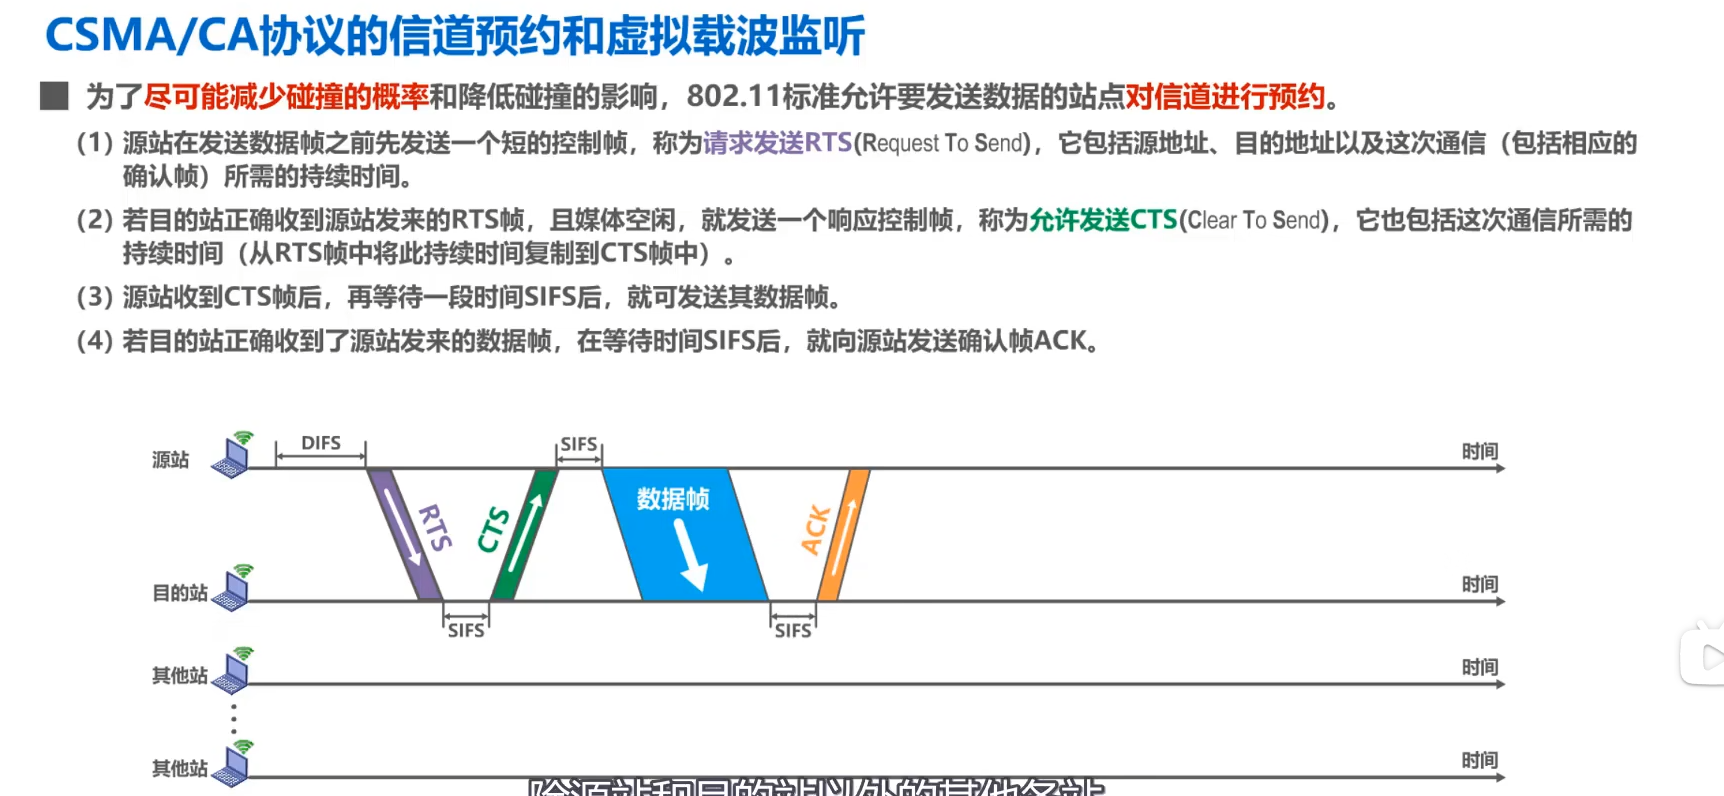 CSMA/CA协议的信道预约和虚拟载波监听
为了尽可能减少碰撞的概率和降低碰撞的影响，802.11标准允许要发送数据的站点对信道进行预约。
(1) 源站在发送数据帧之前先发送一个短的控制帧，称为请求发送RTS(Request To Send)，它包括源地址、目的地址以及这次通信（包括相应的
确认帧）所需的持续时间。
(2) 若目的站正确收到源站发来的RTS帧，且媒体空闲，就发送一个响应控制帧，称为允许发送CTS(Clear To Send)，它也包括这次通信所需的
持续时间（从RTS帧中将此持续时间复制到CTS帧中）。
(3) 源站收到CTS帧后，再等待一段时间SIFS后，就可发送其数据帧。
(4) 若目的站正确收到了源站发来的数据帧，在等待时间SIFS后，就向源站发送确认帧ACK。
DIFS
SIFS
源站
时间
RTS
CTS
数据帧
ACK
目的站
时间
SIFS
SIFS
其他站
时间
其他站
时间
除源站和目的站以外的其他各站